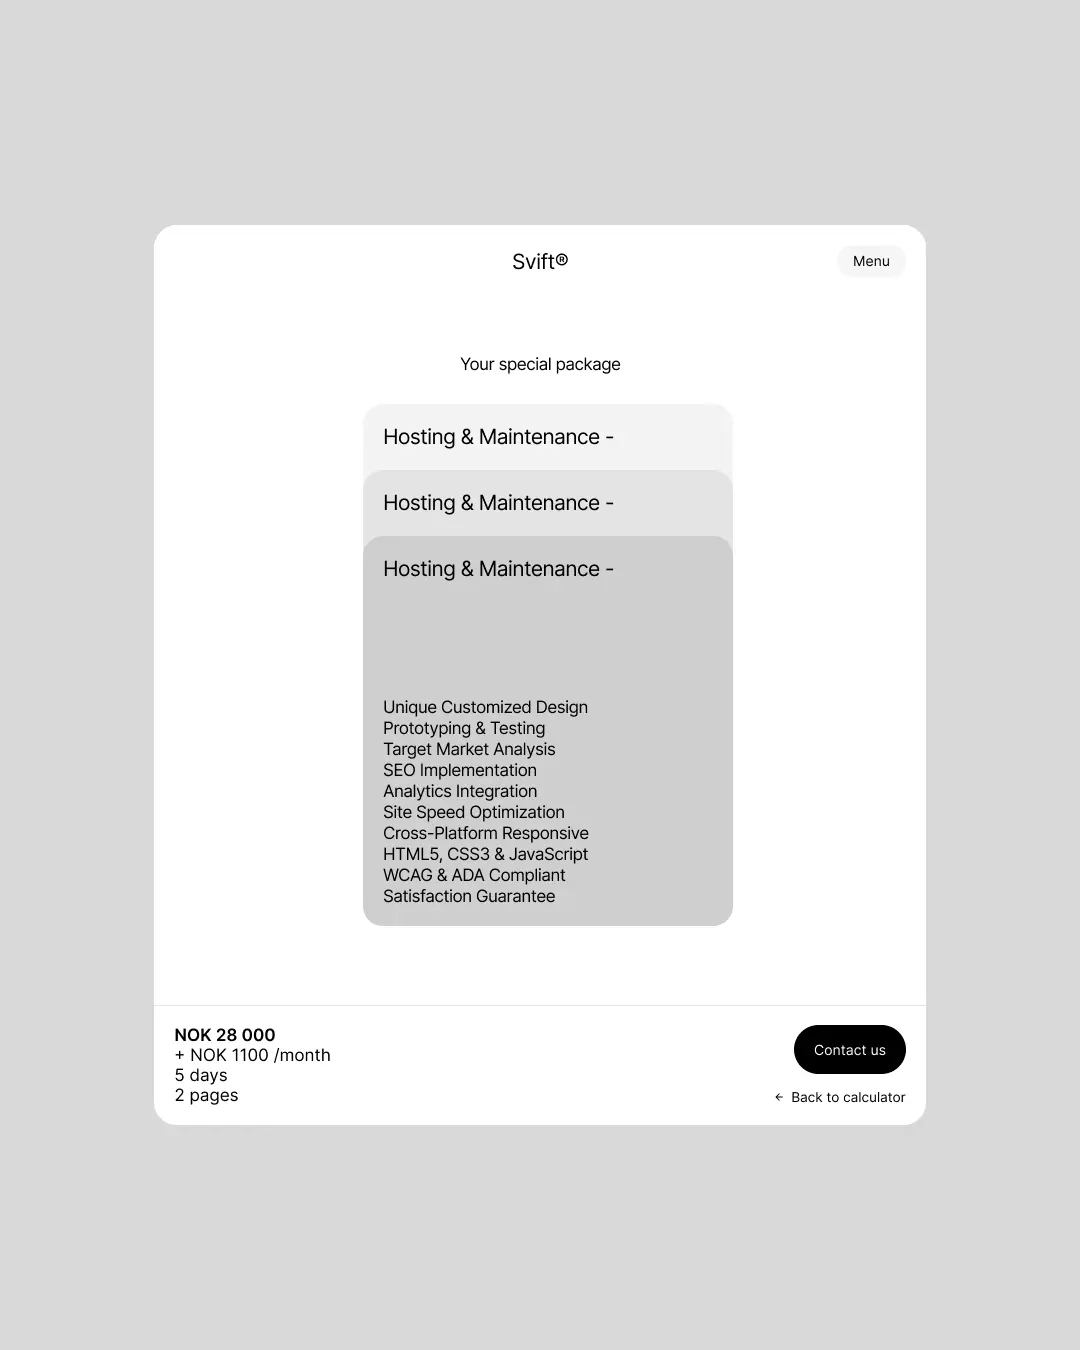 Svift®
Menu
Your special package
Hosting & Maintenance -
Hosting & Maintenance -
Hosting & Maintenance -
Unique Customized Design
Prototyping & Testing
Target Market Analysis
SEO Implementation
Analytics Integration
Site Speed Optimization
Cross-Platform Responsive
HTML5, CSS3 & JavaScript
WCAG & ADA Compliant
Satisfaction Guarantee
NOK 28 000
+ NOK 1100 /month
5 days
2 pages
Contact us
← Back to calculator